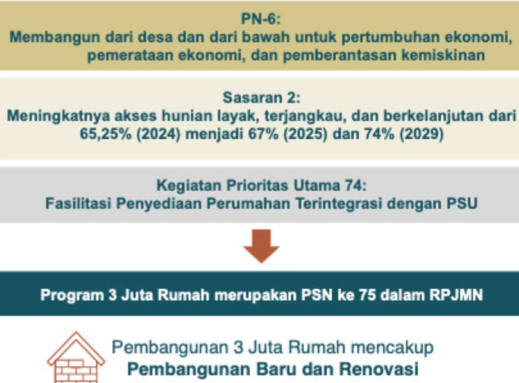 PN-6:
Membangun dari desa dan dari bawah untuk pertumbuhan ekonomi,
pemerataan ekonomi, dan pemberantasan kemiskinan
Sasaran 2:
Meningkatnya akses hunian layak, terjangkau, dan berkelanjutan dari
65,25% (2024) menjadi 67% (2025) dan 74% (2029)
Kegiatan Prioritas Utama 74:
Fasilitasi Penyediaan Perumahan Terintegrasi dengan PSU
Program 3 Juta Rumah merupakan PSN ke 75 dalam RPJMN
Pembangunan 3 Juta Rumah mencakup
Pembangunan Baru dan Renovasi